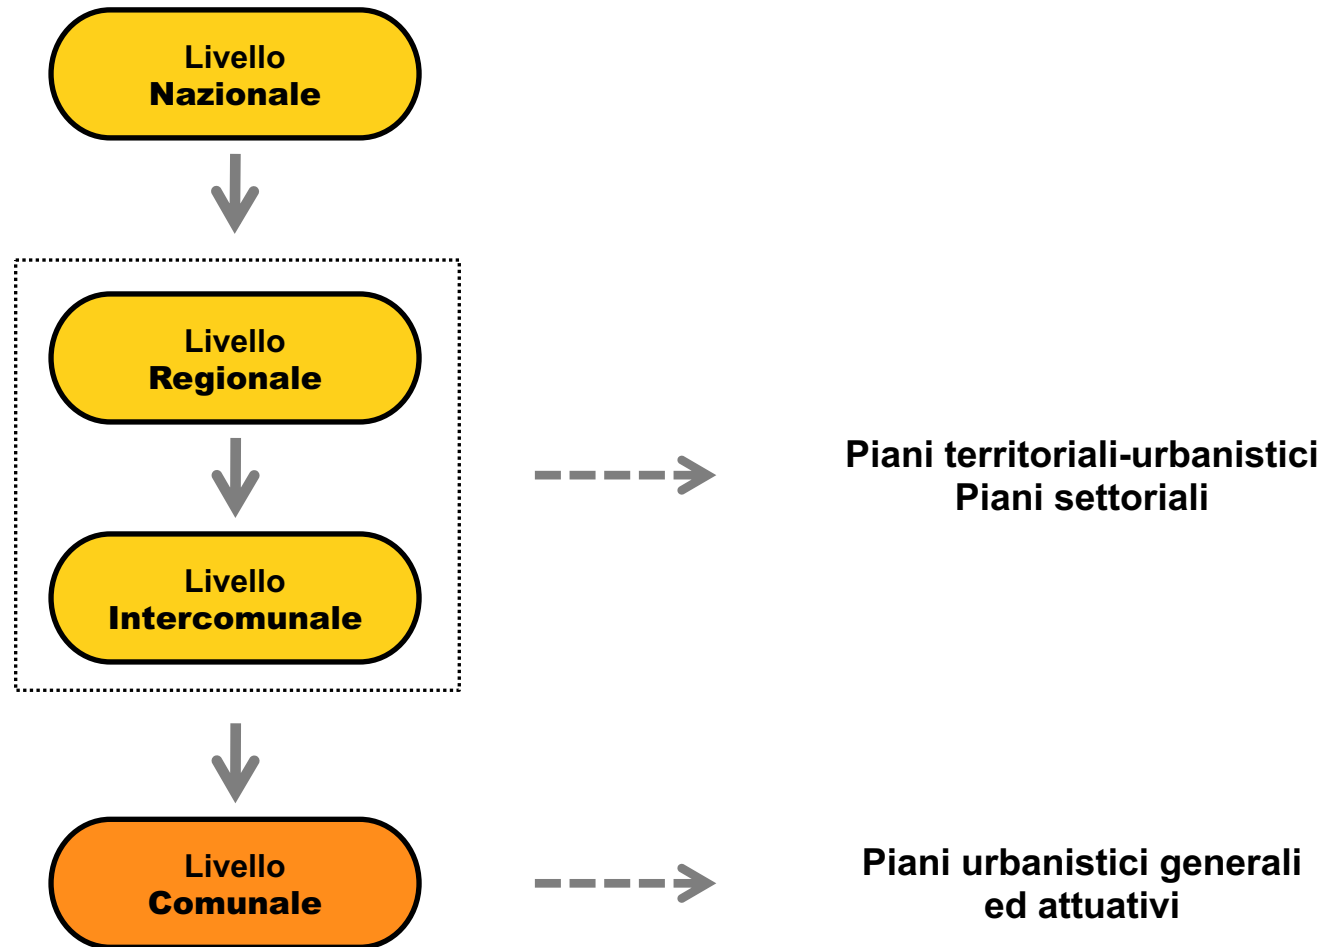 Livello
Nazionale
Livello
Regionale
Livello
Intercomunale
Piani territoriali-urbanistici
Piani settoriali
Livello
Comunale
Piani urbanistici generali
ed attuativi